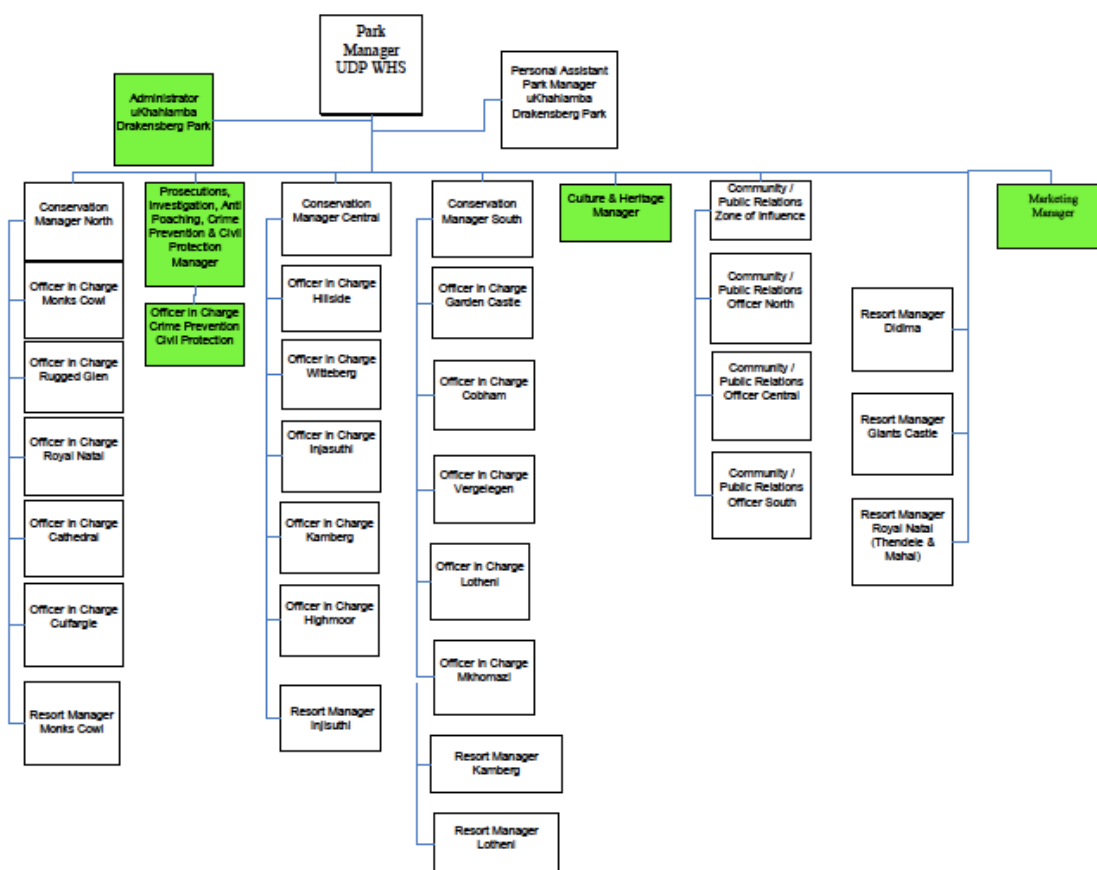 Park
Manager
UDP WHS
Administrator
uKhahlamba
Drakensberg Park
Personal Assistant
Park Manager
uKhahlamba
Drakensberg Park
Conservation
Manager North
Officer in Charge
Monks Cowl
Officer in Charge
Rugged Glen
Officer in Charge
Royal Natal
Officer in Charge
Cathedral
Officer in Charge
Culfargie
Resort Manager
Monks Cowl
Prosecutions,
Investigation, Anti
Poaching, Crime
Prevention & Civil
Protection
Manager
Officer in Charge
Crime Prevention
Civil Protection
Conservation
Manager Central
Officer in Charge
Hillside
Officer in Charge
Witteberg
Officer in Charge
Injasuthi
Officer in Charge
Kamberg
Officer in Charge
Highmoor
Resort Manager
Injisuthi
Conservation
Manager South
Officer in Charge
Garden Castle
Officer in Charge
Cobham
Officer in Charge
Vergelegen
Officer in Charge
Lotheni
Officer in Charge
Mkhomazi
Resort Manager
Kamberg
Resort Manager
Lotheni
Culture & Heritage
Manager
Community /
Public Relations
Zone of Influence
Community /
Public Relations
Officer North
Community /
Public Relations
Officer Central
Community /
Public Relations
Officer South
Resort Manager
Didima
Resort Manager
Giants Castle
Resort Manager
Royal Natal
(Thendele &
Mahai)
Marketing
Manager